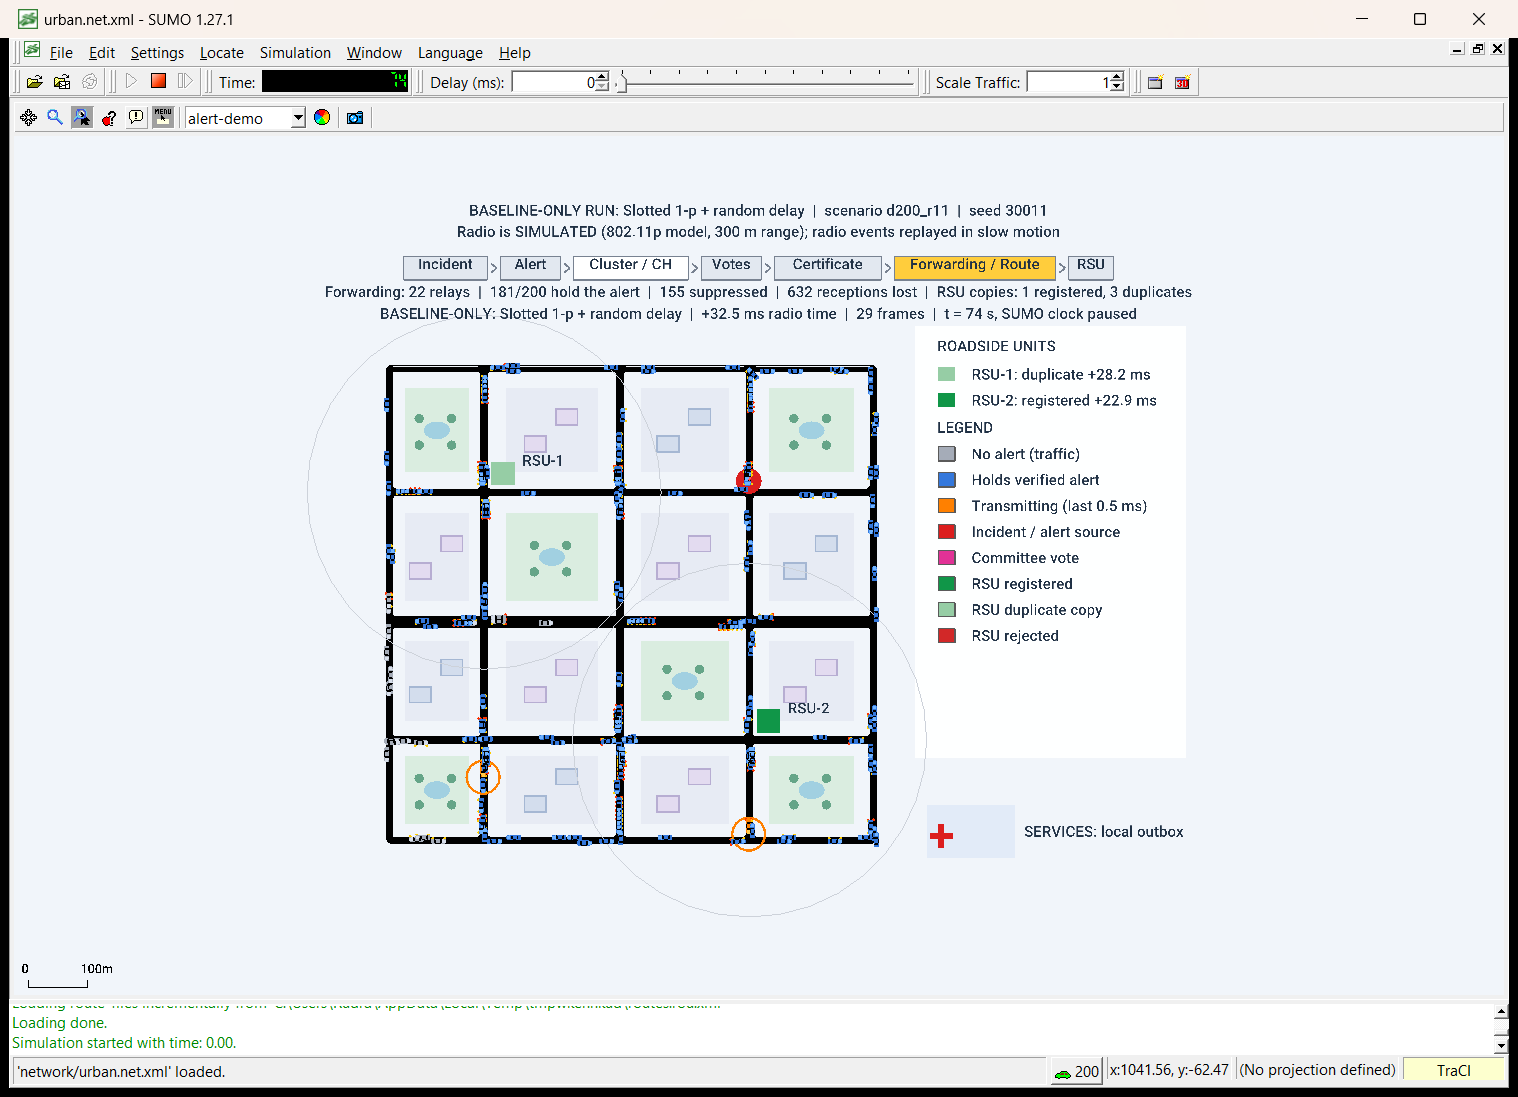 urban.net.xml - SUMO 1.27.1
File Edit Settings Locate Simulation Window Language Help
Time: 74 Delay (ms): 0 Scale Traffic: 1
MENU alert-demo
BASELINE-ONLY RUN: Slotted 1-p + random delay | scenario d200_r11 | seed 30011
Radio is SIMULATED (802.11p model, 300 m range); radio events replayed in slow motion
Incident > Alert > Cluster / CH > Votes > Certificate > Forwarding / Route > RSU
Forwarding: 22 relays | 181/200 hold the alert | 155 suppressed | 632 receptions lost | RSU copies: 1 registered, 3 duplicates
BASELINE-ONLY: Slotted 1-p + random delay | +32.5 ms radio time | 29 frames | t = 74 s, SUMO clock paused
ROADSIDE UNITS
RSU-1: duplicate +28.2 ms
RSU-2: registered +22.9 ms
LEGEND
No alert (traffic)
Holds verified alert
Transmitting (last 0.5 ms)
Incident / alert source
Committee vote
RSU registered
RSU duplicate copy
RSU rejected
RSU-1
RSU-2
SERVICES: local outbox
0 100m
Loading done.
Simulation started with time: 0.00.
'network/urban.net.xml' loaded.
200
x:1041.56, y:-62.47
(No projection defined)
TraCI